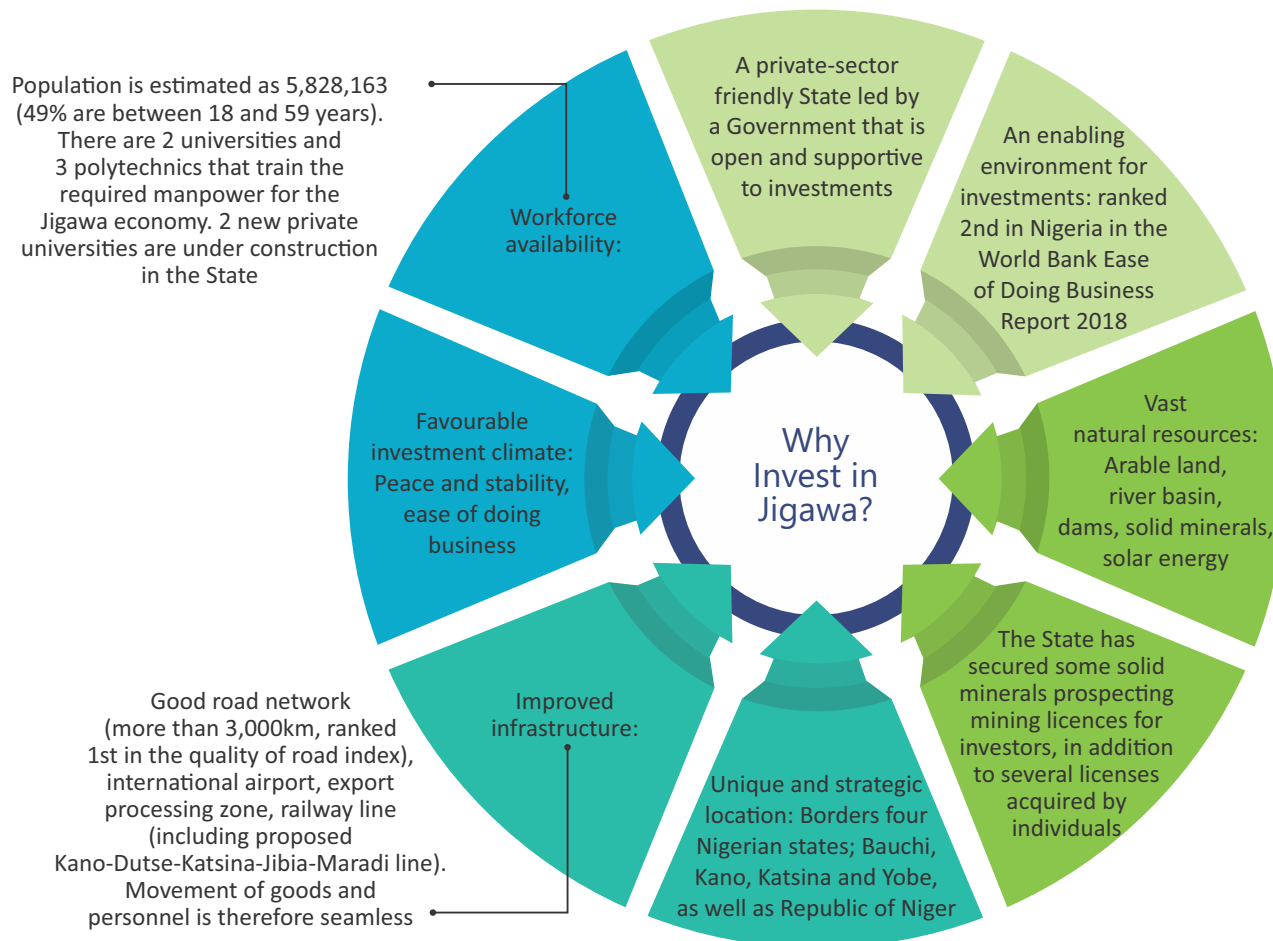 Why
Invest in
Jigawa?
A private-sector
friendly State led by
a Government that is
open and supportive
to investments
An enabling
environment for
investments: ranked
2nd in Nigeria in the
World Bank Ease
of Doing Business
Report 2018
Vast
natural resources:
Arable land,
river basin,
dams, solid minerals,
solar energy
The State has
secured some solid
minerals prospecting
mining licences for
investors, in addition
to several licenses
acquired by
individuals
Unique and strategic
location: Borders four
Nigerian states; Bauchi,
Kano, Katsina and Yobe,
as well as Republic of Niger
Improved
infrastructure:
Good road network
(more than 3,000km, ranked
1st in the quality of road index),
international airport, export
processing zone, railway line
(including proposed
Kano-Dutse-Katsina-Jibia-Maradi line).
Movement of goods and
personnel is therefore seamless
Favourable
investment climate:
Peace and stability,
ease of doing
business
Workforce
availability:
Population is estimated as 5,828,163
(49% are between 18 and 59 years).
There are 2 universities and
3 polytechnics that train the
required manpower for the
Jigawa economy. 2 new private
universities are under construction
in the State